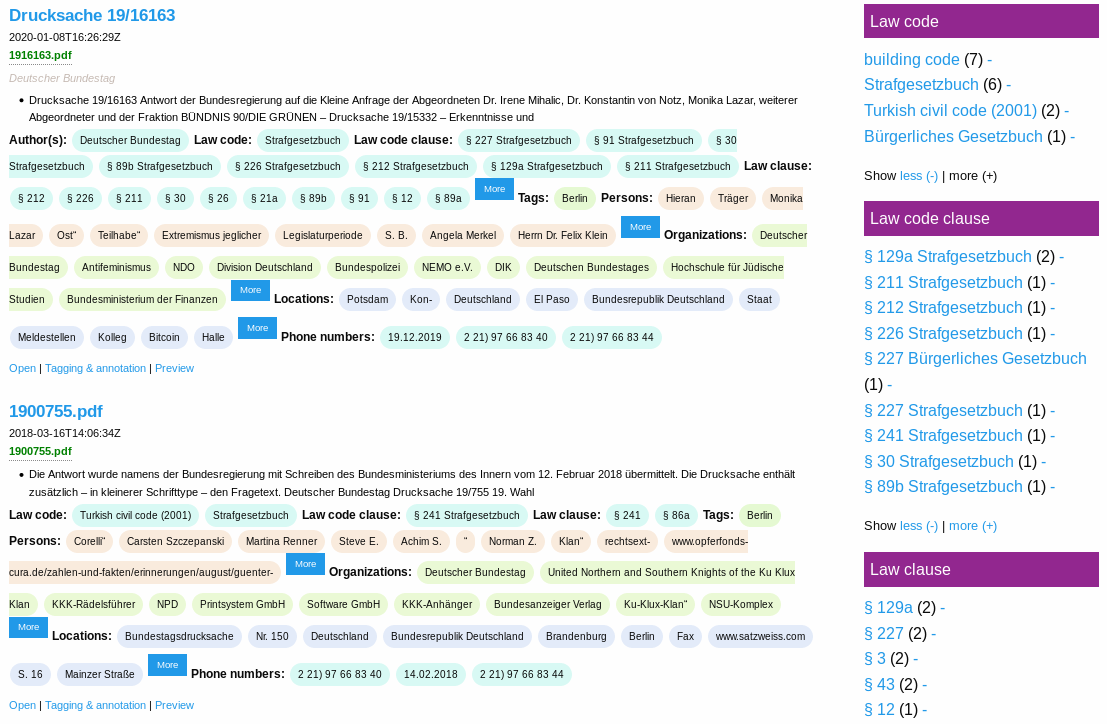 Drucksache 19/16163
2020-01-08T16:26:29Z
1916163.pdf
Deutscher Bundestag
• Drucksache 19/16163 Antwort der Bundesregierung auf die Kleine Anfrage der Abgeordneten Dr. Irene Mihalic, Dr. Konstantin von Notz, Monika Lazar, weiterer
Abgeordneter und der Fraktion BÜNDNIS 90/DIE GRÜNEN – Drucksache 19/15332 – Erkenntnisse und
Author(s): Deutscher Bundestag Law code: Strafgesetzbuch Law code clause: § 227 Strafgesetzbuch § 91 Strafgesetzbuch § 30
Strafgesetzbuch § 89b Strafgesetzbuch § 226 Strafgesetzbuch § 212 Strafgesetzbuch § 129a Strafgesetzbuch § 211 Strafgesetzbuch Law clause:
§ 212 § 226 § 211 § 30 § 26 § 21a § 89b § 91 § 12 § 89a More Tags: Berlin Persons: Hieran Träger Monika
Lazar Ost“ Teilhabe“ Extremismus jeglicher Legislaturperiode S. B. Angela Merkel Herrn Dr. Felix Klein More Organizations: Deutscher
Bundestag Antifeminismus NDO Division Deutschland Bundespolizei NEMO e.V. DIK Deutschen Bundestages Hochschule für Jüdische
Studien Bundesministerium der Finanzen More Locations: Potsdam Kon- Deutschland El Paso Bundesrepublik Deutschland Staat
Meldestellen Kolleg Bitcoin Halle More Phone numbers: 19.12.2019 2 21) 97 66 83 40 2 21) 97 66 83 44
Open | Tagging & annotation | Preview
1900755.pdf
2018-03-16T14:06:34Z
1900755.pdf
• Die Antwort wurde namens der Bundesregierung mit Schreiben des Bundesministeriums des Innern vom 12. Februar 2018 übermittelt. Die Drucksache enthält
zusätzlich – in kleinerer Schrifttype – den Fragetext. Deutscher Bundestag Drucksache 19/755 19. Wahl
Law code: Turkish civil code (2001) Strafgesetzbuch Law code clause: § 241 Strafgesetzbuch Law clause: § 241 § 86a Tags: Berlin
Persons: Corelli“ Carsten Szczepanski Martina Renner Steve E. Achim S. “ Norman Z. Klan“ rechtsext- www.opferfonds-
cura.de/zahlen-und-fakten/erinnerungen/august/guenter- More Organizations: Deutscher Bundestag United Northern and Southern Knights of the Ku Klux
Klan KKK-Rädelsführer NPD Printsystem GmbH Software GmbH KKK-Anhänger Bundesanzeiger Verlag Ku-Klux-Klan“ NSU-Komplex
More Locations: Bundestagsdrucksache Nr. 150 Deutschland Bundesrepublik Deutschland Brandenburg Berlin Fax www.satzweiss.com
S. 16 Mainzer Straße More Phone numbers: 2 21) 97 66 83 40 14.02.2018 2 21) 97 66 83 44
Open | Tagging & annotation | Preview
Law code
building code (7) -
Strafgesetzbuch (6) -
Turkish civil code (2001) (2) -
Bürgerliches Gesetzbuch (1) -
Show less (-) | more (+)
Law code clause
§ 129a Strafgesetzbuch (2) -
§ 211 Strafgesetzbuch (1) -
§ 212 Strafgesetzbuch (1) -
§ 226 Strafgesetzbuch (1) -
§ 227 Bürgerliches Gesetzbuch
(1) -
§ 227 Strafgesetzbuch (1) -
§ 241 Strafgesetzbuch (1) -
§ 30 Strafgesetzbuch (1) -
§ 89b Strafgesetzbuch (1) -
Show less (-) | more (+)
Law clause
§ 129a (2) -
§ 227 (2) -
§ 3 (2) -
§ 43 (2) -
§ 12 (1) -